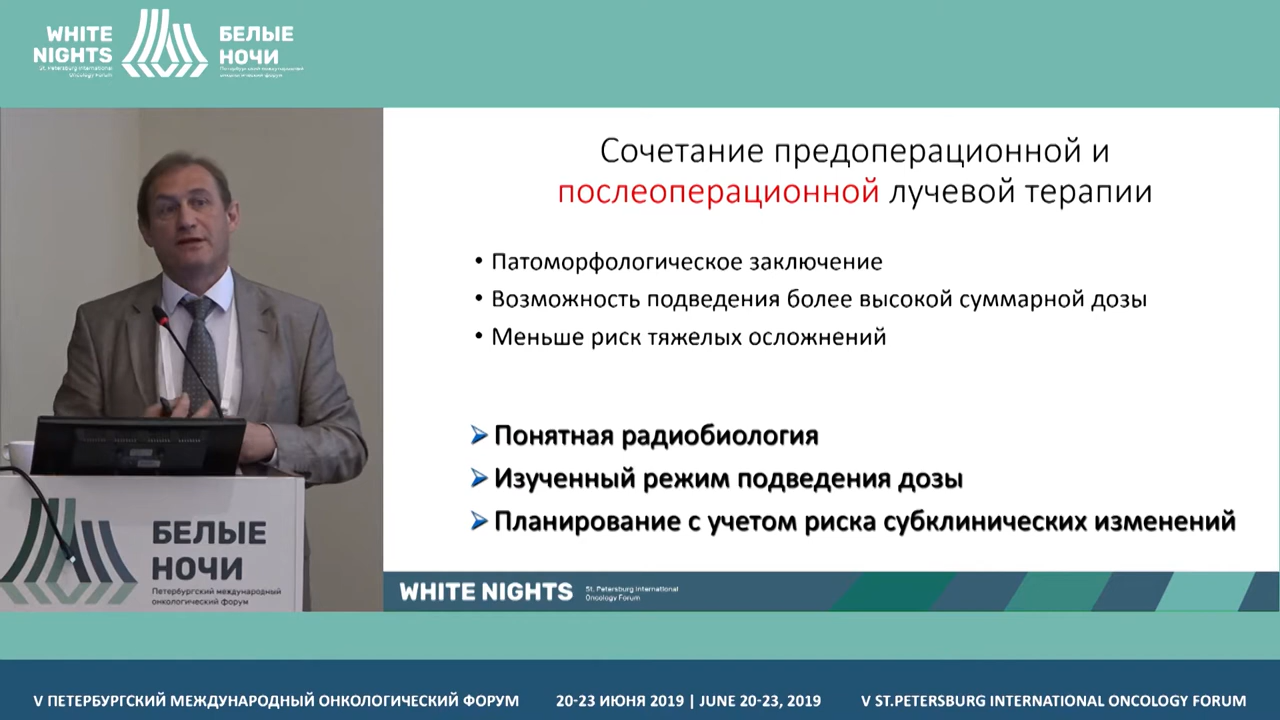 WHITE
NIGHTS
St. Petersburg International
Oncology Forum
БЕЛЫЕ
НОЧИ
Петербургский международный
онкологический форум
Сочетание предоперационной и
послеоперационной лучевой терапии
• Патоморфологическое заключение
• Возможность подведения более высокой суммарной дозы
• Меньше риск тяжелых осложнений
Понятная радиобиология
Изученный режим подведения дозы
Планирование с учетом риска субклинических изменений
БЕЛЫЕ
НОЧИ
Петербургский международный
онкологический форум
WHITE NIGHTS
St. Petersburg International
Oncology Forum
V ПЕТЕРБУРГСКИЙ МЕЖДУНАРОДНЫЙ ОНКОЛОГИЧЕСКИЙ ФОРУМ
20-23 ИЮНЯ 2019 | JUNE 20-23, 2019
V ST.PETERSBURG INTERNATIONAL ONCOLOGY FORUM